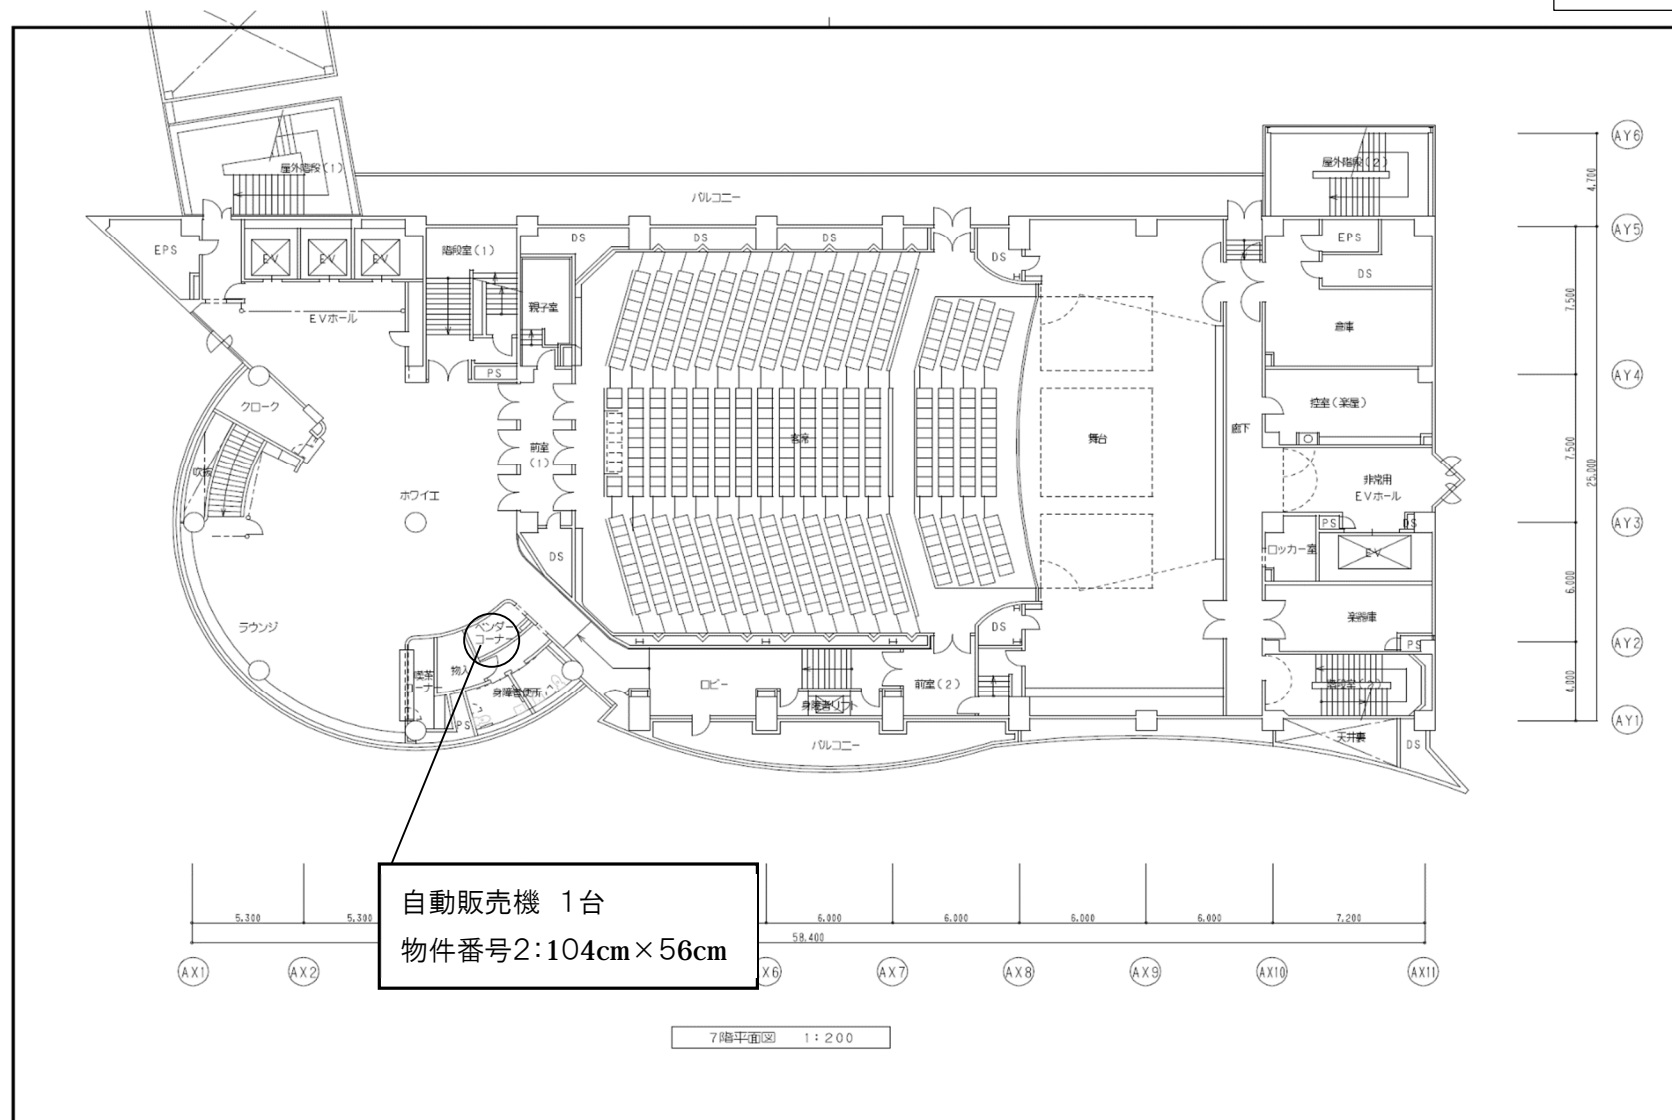 屋外階段(1)
屋外階段(2)
AY6
4,700
バルコニー
AY5
EPS
EV
EV
EV
階段室(1)
DS
DS
DS
DS
EPS
DS
親子室
EVホール
倉庫
7,500
PS
AY4
クローク
控室(楽屋)
前室
(1)
客席
舞台
廊下
吹抜
7,500
25,000
ホワイエ
非常用
EVホール
PS
DS
AY3
DS
ロッカー室
EV
6,000
ラウンジ
ベンダー
コーナー
DS
楽器庫
PS
AY2
喫茶
コーナー
物入
身障者便所
ロビー
前室(2)
階段室(2)
4,000
PS
身障者リフト
AY1
バルコニー
天井裏
DS
自動販売機 1台
物件番号2:104cm×56cm
5,300
5,300
6,000
6,000
6,000
6,000
7,200
58,400
AX1
AX2
X6
AX7
AX8
AX9
AX10
AX11
7階平面図 1:200